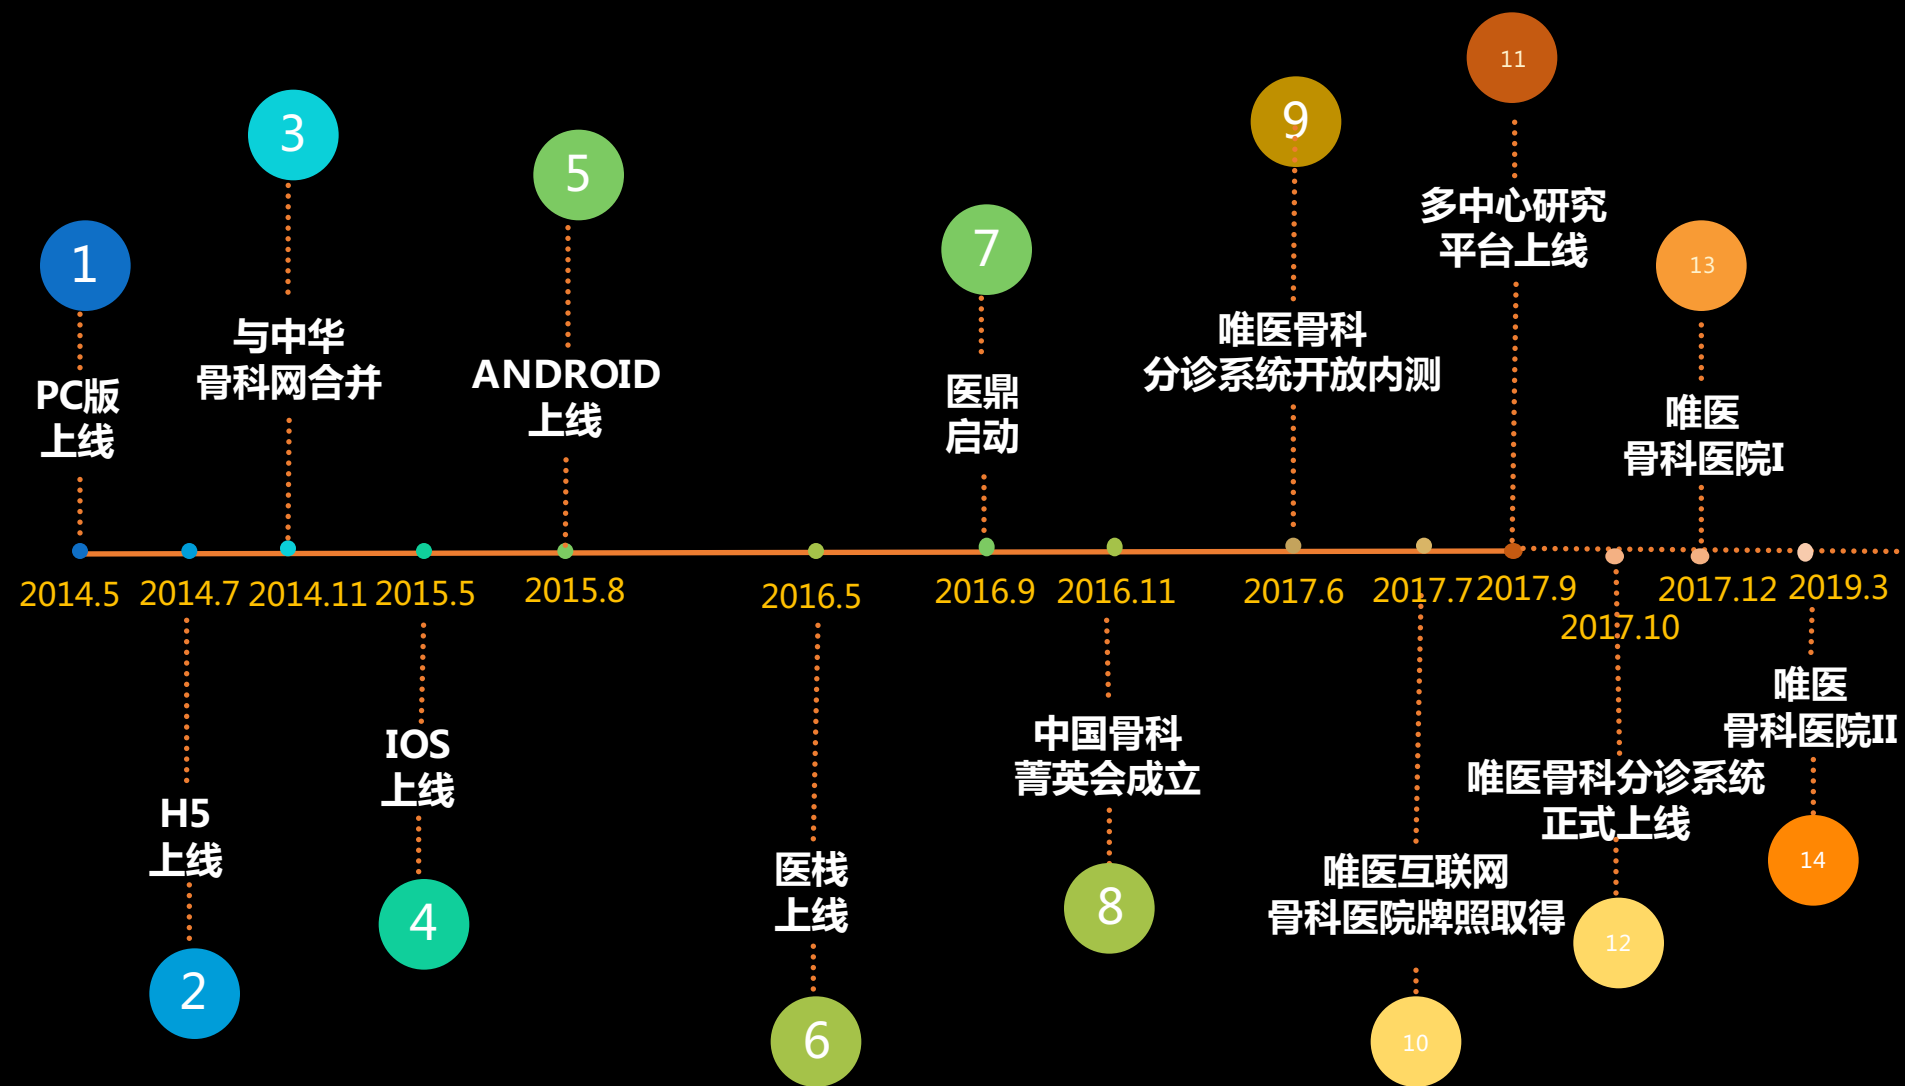 1
PC版
上线
2014.5
2014.7
H5
上线
2
3
与中华
骨科网合并
2014.11
2015.5
IOS
上线
4
5
ANDROID
上线
2015.8
2016.5
医栈
上线
6
7
医鼎
启动
2016.9
2016.11
中国骨科
菁英会成立
8
9
唯医骨科
分诊系统开放内测
2017.6
2017.7
唯医互联网
骨科医院牌照取得
10
11
多中心研究
平台上线
2017.9
2017.10
唯医骨科分诊系统
正式上线
12
13
唯医
骨科医院I
2017.12
2019.3
唯医
骨科医院II
14